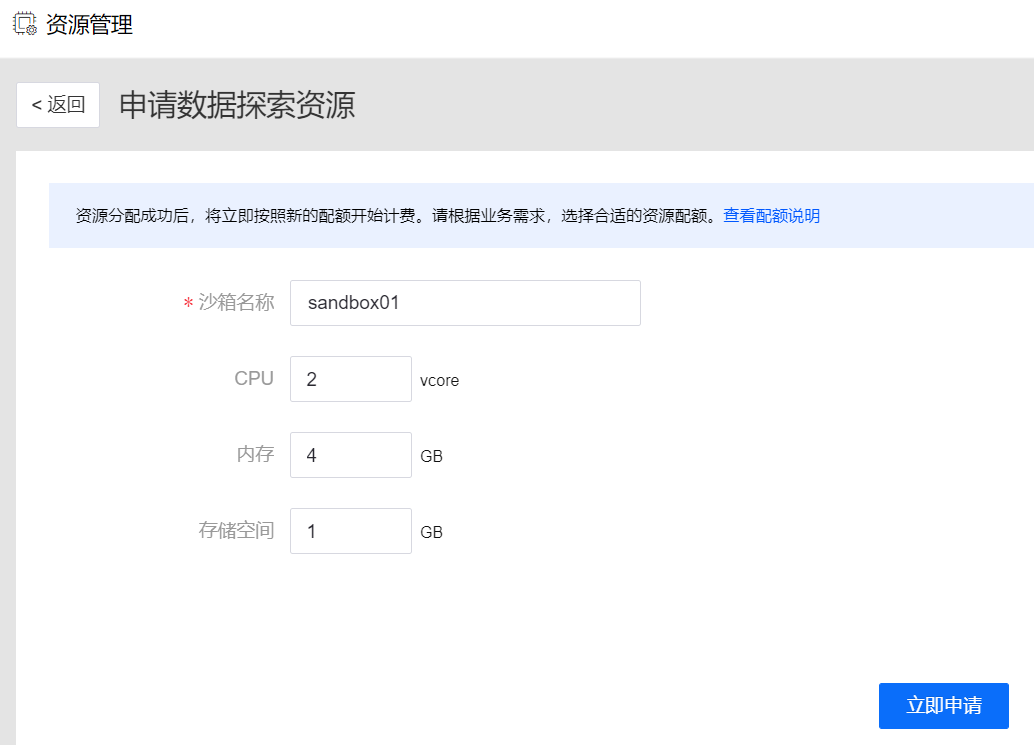 资源管理
< 返回 申请数据探索资源
资源分配成功后，将立即按照新的配额开始计费。请根据业务需求，选择合适的资源配额。查看配额说明
* 沙箱名称 sandbox01
CPU 2 vcore
内存 4 GB
存储空间 1 GB
立即申请